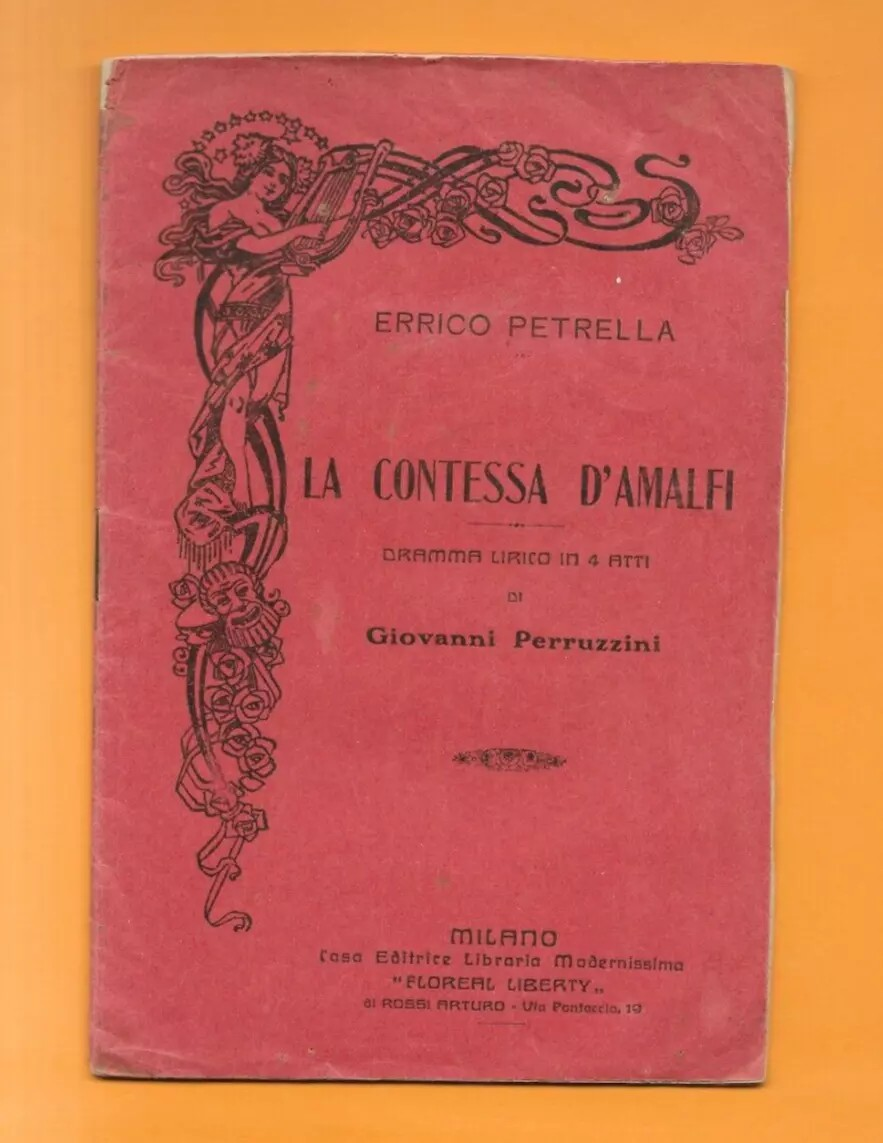 ERRICO PETRELLA
LA CONTESSA D'AMALFI
DRAMMA LIRICO IN 4 ATTI
DI
Giovanni Perruzzini
MILANO
Casa Editrice Libraria Modernissima
"FLOREAL LIBERTY„
di ROSSI ARTURO - Via Pontaccio, 19